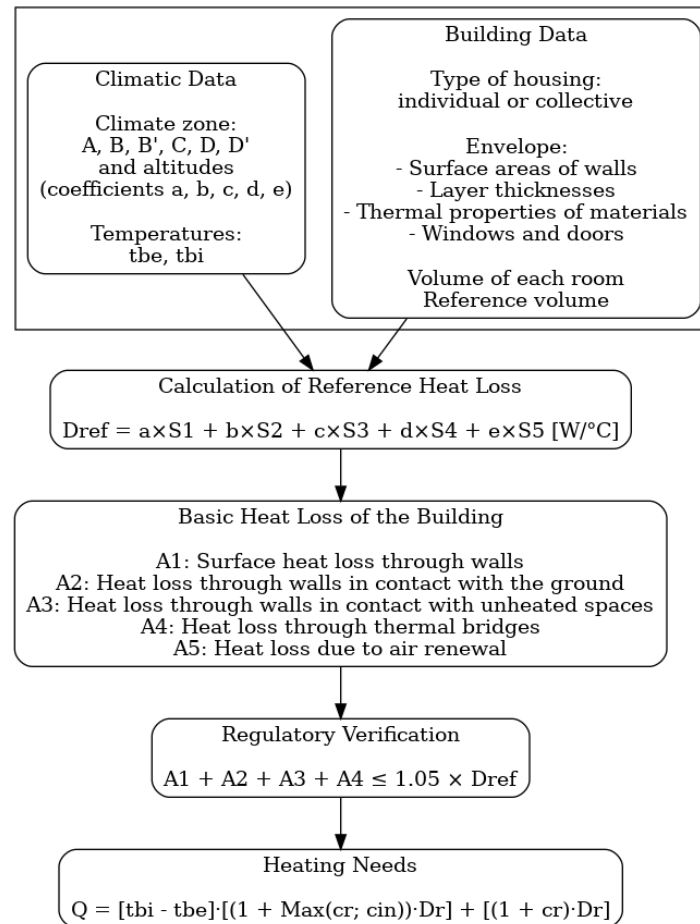 Climatic Data
Climate zone:
A, B, B', C, D, D'
and altitudes
(coefficients a, b, c, d, e)
Temperatures:
tbe, tbi
Building Data
Type of housing:
individual or collective
Envelope:
- Surface areas of walls
- Layer thicknesses
- Thermal properties of materials
- Windows and doors
Volume of each room
Reference volume
Calculation of Reference Heat Loss
Dref = a×S1 + b×S2 + c×S3 + d×S4 + e×S5 [W/°C]
Basic Heat Loss of the Building
A1: Surface heat loss through walls
A2: Heat loss through walls in contact with the ground
A3: Heat loss through walls in contact with unheated spaces
A4: Heat loss through thermal bridges
A5: Heat loss due to air renewal
Regulatory Verification
A1 + A2 + A3 + A4 ≤ 1.05 × Dref
Heating Needs
Q = [tbi - tbe]·[(1 + Max(cr; cin))·Dr] + [(1 + cr)·Dr]